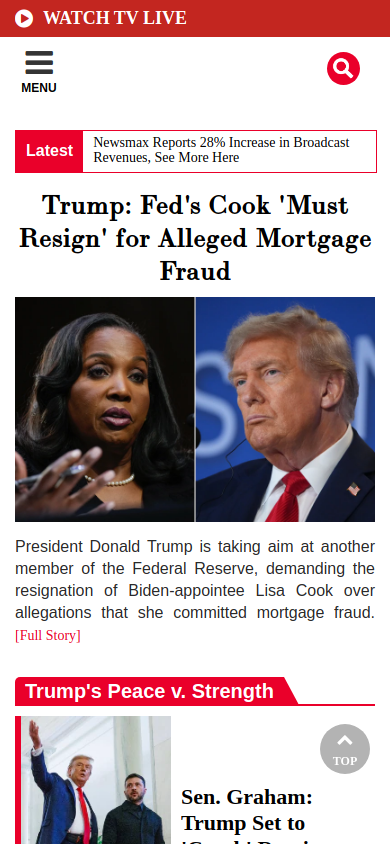 WATCH TV LIVE
MENU
Latest
Newsmax Reports 28% Increase in Broadcast
Revenues, See More Here
Trump: Fed's Cook 'Must
Resign' for Alleged Mortgage
Fraud
President Donald Trump is taking aim at another
member of the Federal Reserve, demanding the
resignation of Biden-appointee Lisa Cook over
allegations that she committed mortgage fraud.
[Full Story]
Trump's Peace v. Strength
TOP
Sen. Graham:
Trump Set to